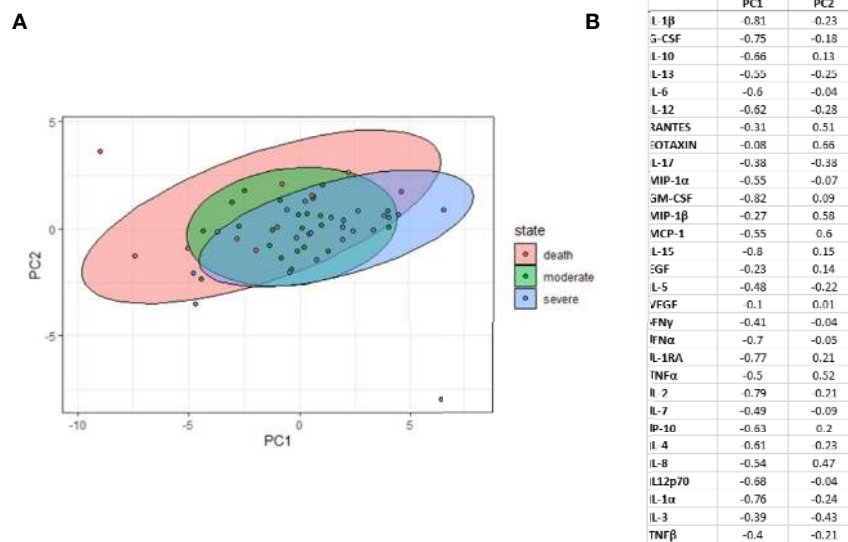 A
B
5
0
-5
-10
-5
0
5
PC1
PC2
state
death
moderate
severe
PC1 PC2
IL-1β -0.81 -0.23
G-CSF -0.75 -0.18
IL-10 -0.66 0.13
IL-13 -0.55 -0.25
IL-6 -0.6 -0.04
IL-12 -0.62 -0.28
RANTES -0.31 0.51
EOTAXIN -0.08 0.66
IL-17 -0.38 -0.38
MIP-1α -0.55 -0.07
GM-CSF -0.82 0.09
MIP-1β -0.27 0.58
MCP-1 -0.55 0.6
IL-15 -0.8 0.15
EGF -0.23 0.14
IL-5 -0.48 -0.22
VEGF -0.1 0.01
IFNγ -0.41 -0.04
IFNα -0.7 -0.05
IL-1RA -0.77 0.21
TNFα -0.5 0.52
IL-2 -0.79 -0.21
IL-7 -0.49 -0.09
IP-10 -0.63 0.2
IL-4 -0.61 -0.23
IL-8 -0.54 0.47
IL12p70 -0.68 -0.04
IL-1α -0.76 -0.24
IL-3 -0.39 -0.43
TNFβ -0.4 -0.21